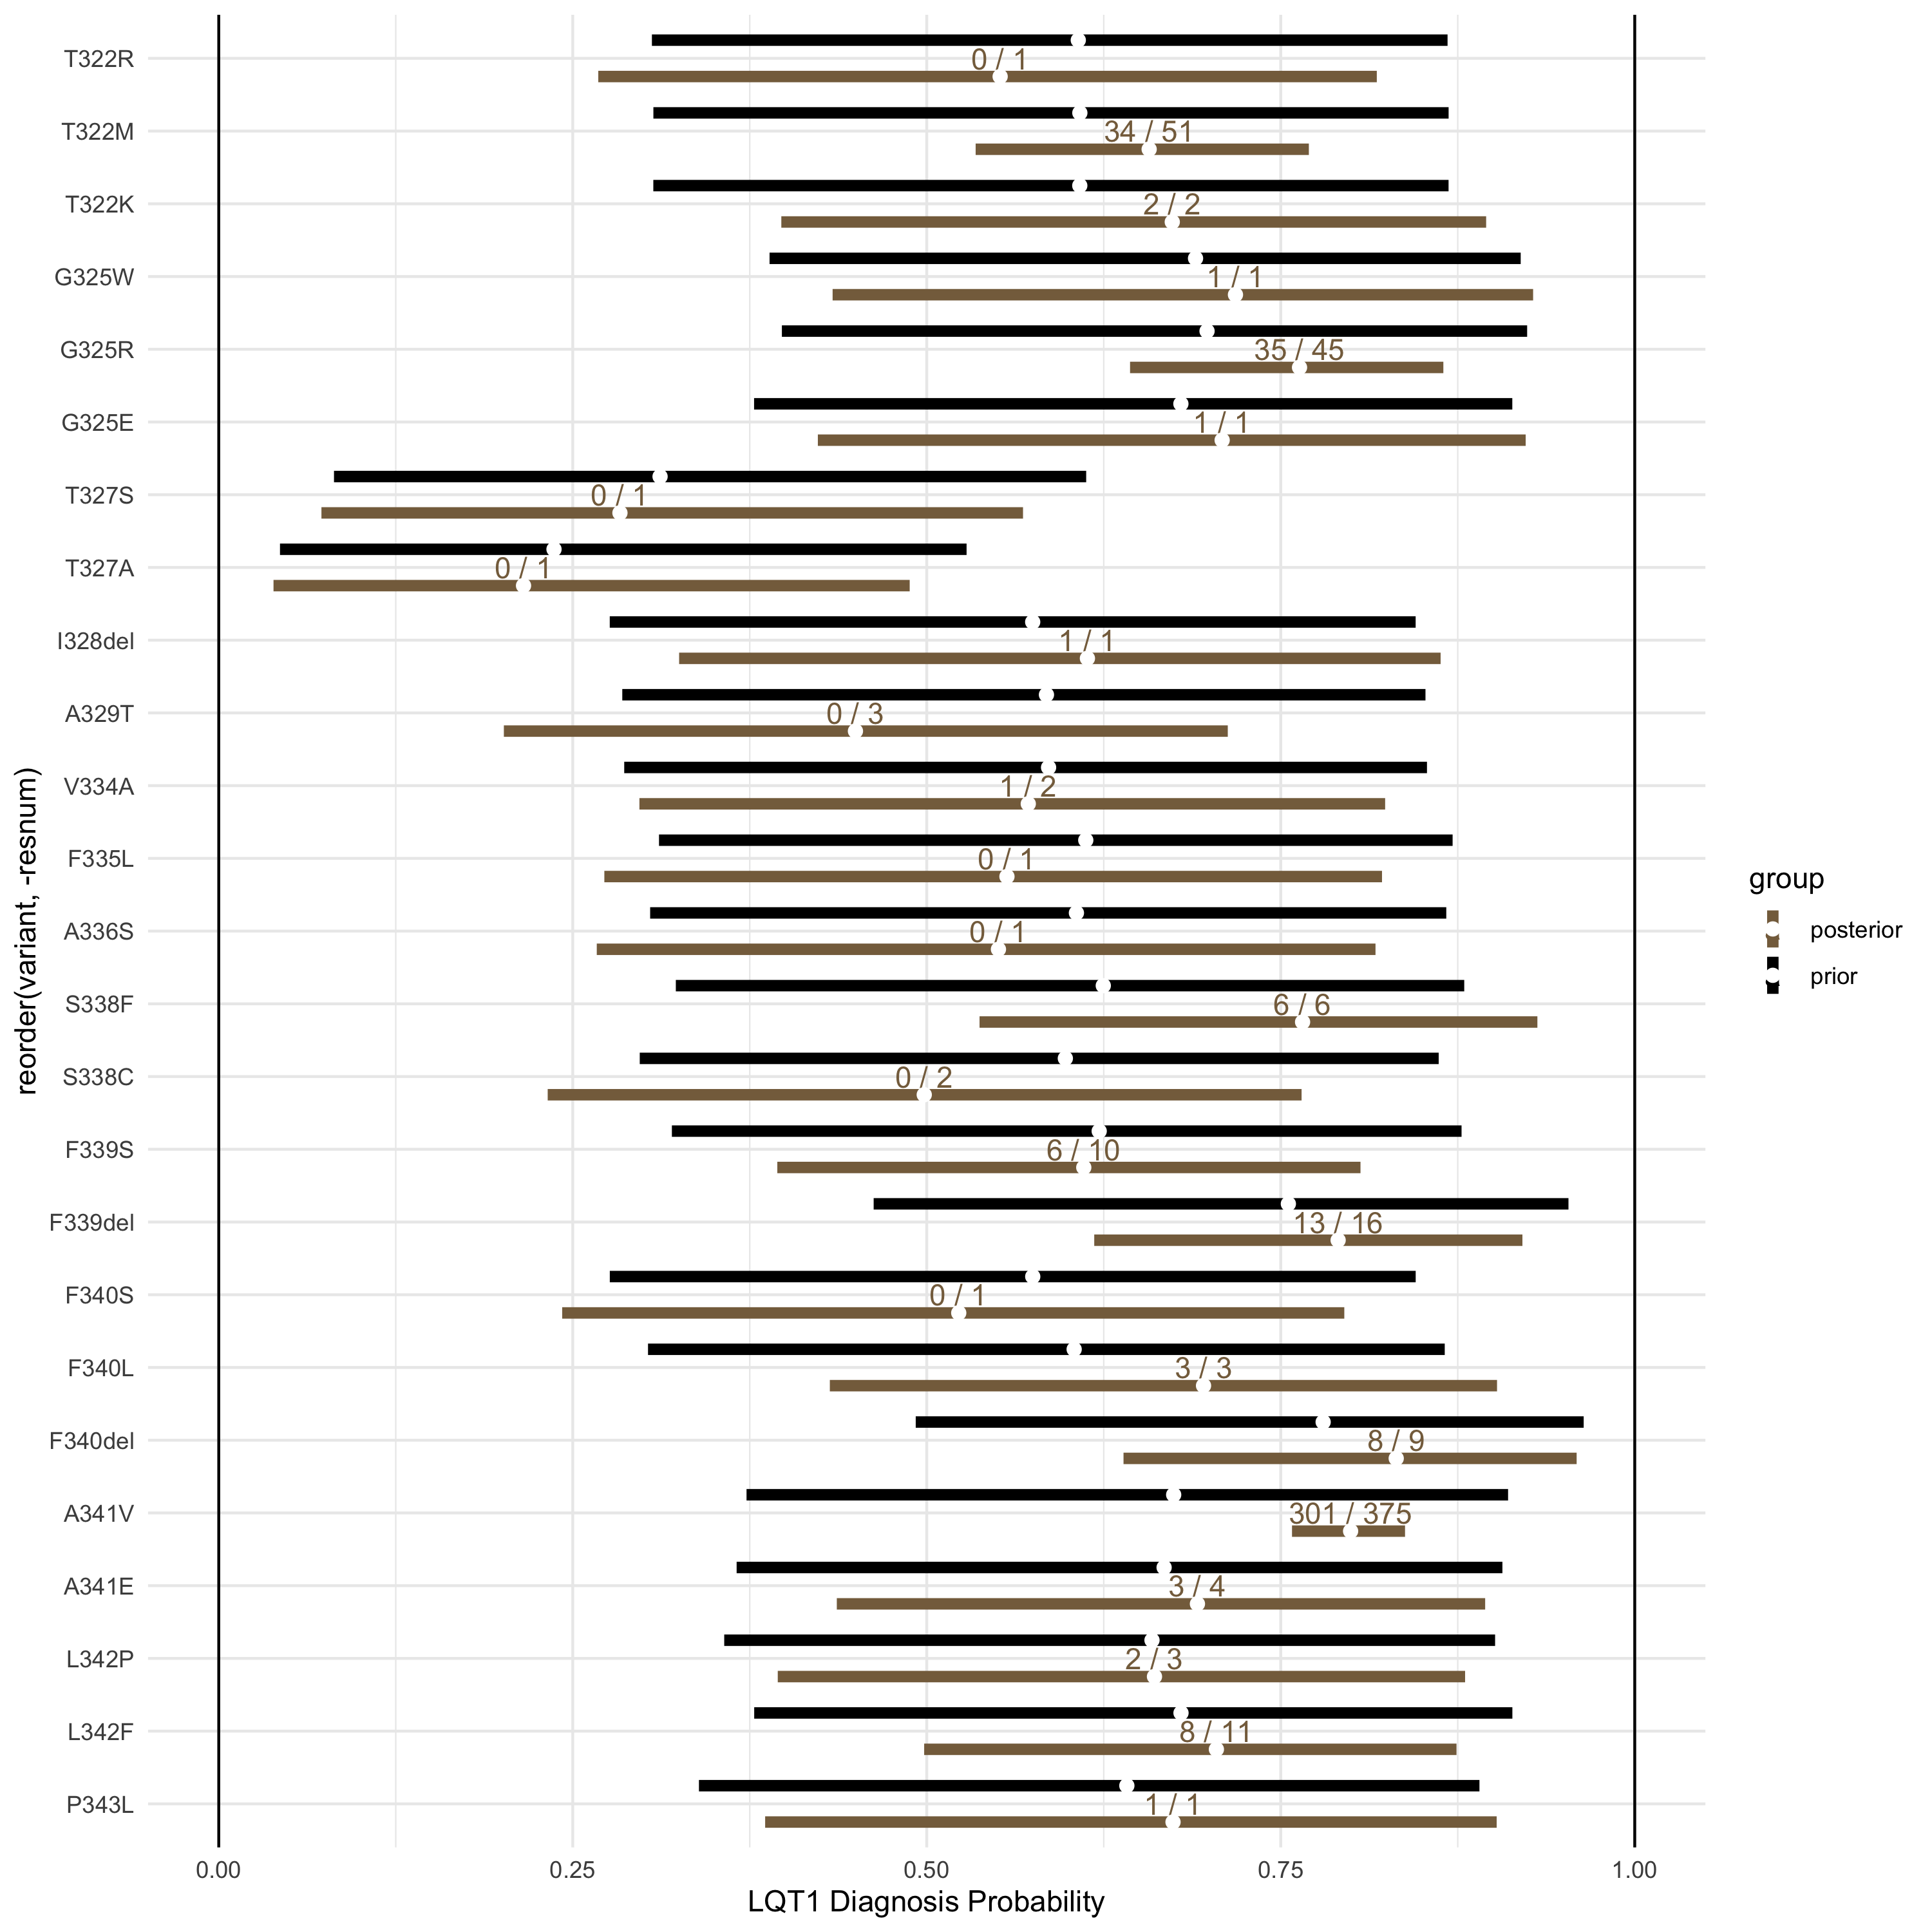 T322R
0 / 1
T322M
34 / 51
T322K
2 / 2
G325W
1 / 1
G325R
35 / 45
G325E
1 / 1
T327S
0 / 1
T327A
0 / 1
I328del
1 / 1
A329T
0 / 3
V334A
1 / 2
F335L
0 / 1
A336S
0 / 1
S338F
6 / 6
S338C
0 / 2
F339S
6 / 10
F339del
13 / 16
F340S
0 / 1
F340L
3 / 3
F340del
8 / 9
A341V
301 / 375
A341E
3 / 4
L342P
2 / 3
L342F
8 / 11
P343L
1 / 1
reorder(variant, -resnum)
0.00 0.25 0.50 0.75 1.00
LQT1 Diagnosis Probability
group
posterior
prior